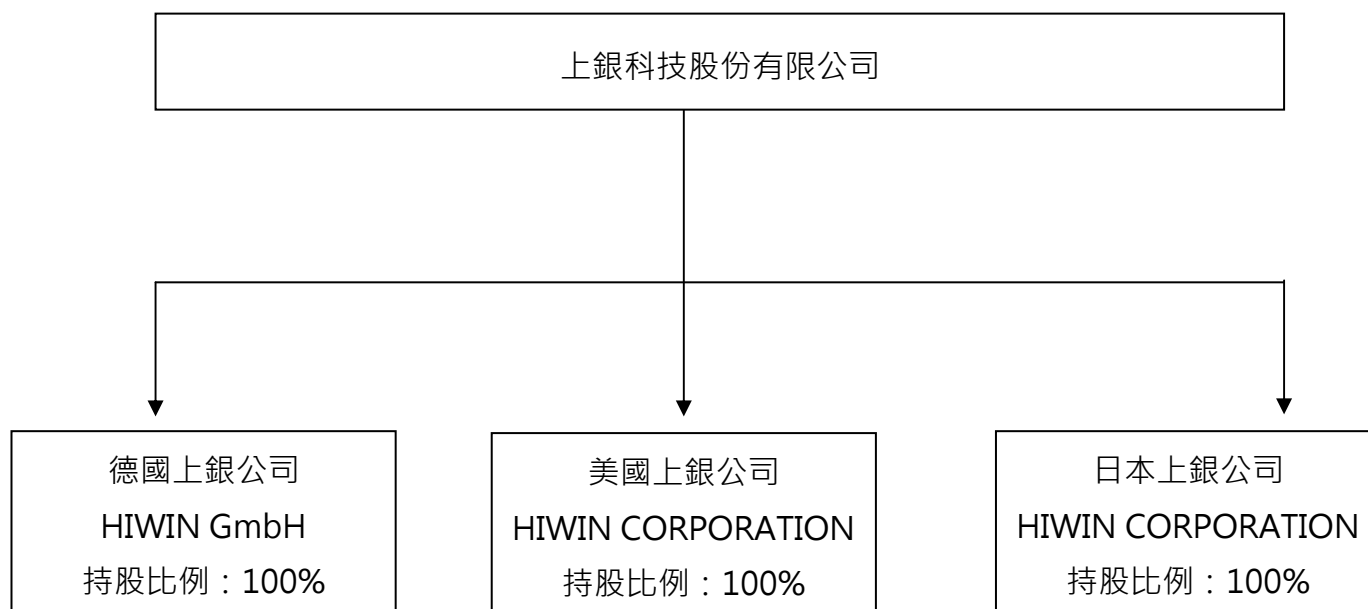 上銀科技股份有限公司
德國上銀公司
HIWIN GmbH
持股比例：100%
美國上銀公司
HIWIN CORPORATION
持股比例：100%
日本上銀公司
HIWIN CORPORATION
持股比例：100%